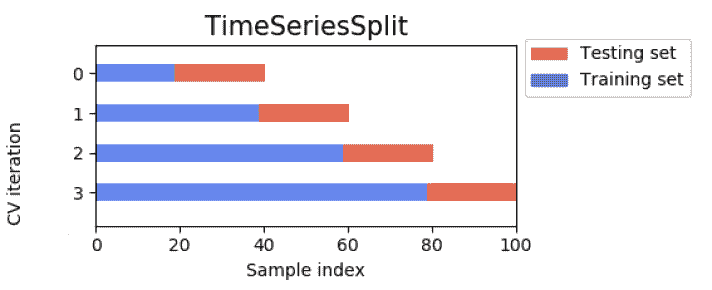 TimeSeriesSplit
Testing set
Training set
0
1
2
3
CV iteration
0 20 40 60 80 100
Sample index